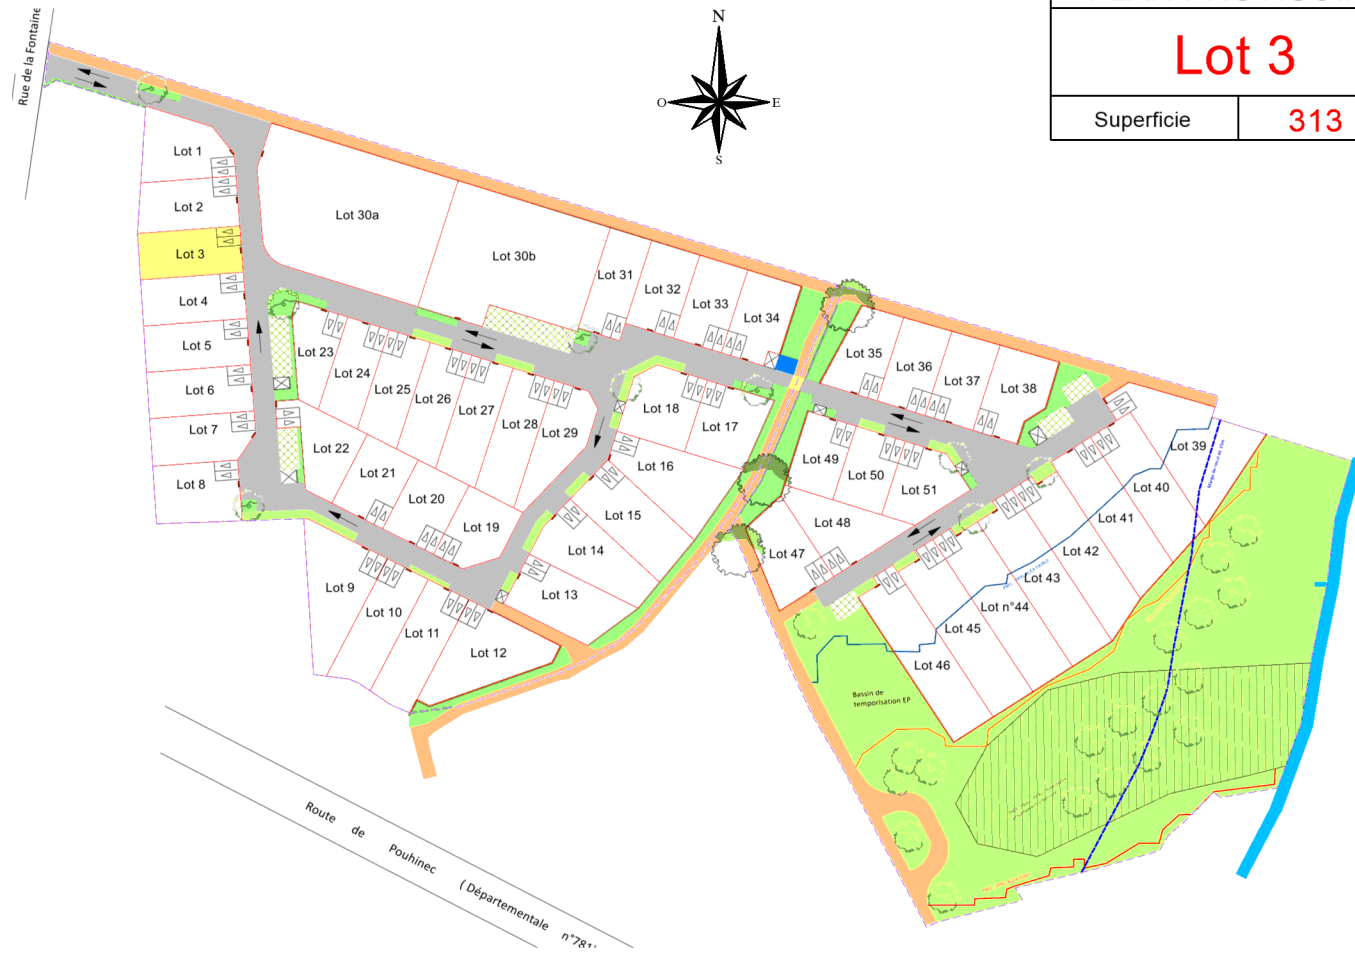 Lot 3
Superficie 313
N
O E
S
Rue de la Fontaine
Lot 1
Lot 2
Lot 3
Lot 4
Lot 5
Lot 6
Lot 7
Lot 8
Lot 30a
Lot 30b
Lot 31
Lot 32
Lot 33
Lot 34
Lot 35
Lot 36
Lot 37
Lot 38
Lot 39
Lot 40
Lot 41
Lot 42
Lot 43
Lot n°44
Lot 45
Lot 46
Lot 23
Lot 24
Lot 25
Lot 26
Lot 27
Lot 28
Lot 29
Lot 18
Lot 17
Lot 16
Lot 15
Lot 14
Lot 13
Lot 22
Lot 21
Lot 20
Lot 19
Lot 49
Lot 50
Lot 51
Lot 48
Lot 47
Lot 9
Lot 10
Lot 11
Lot 12
Bassin de
temporisation EP
Route de Pouhinec (Départementale n°781